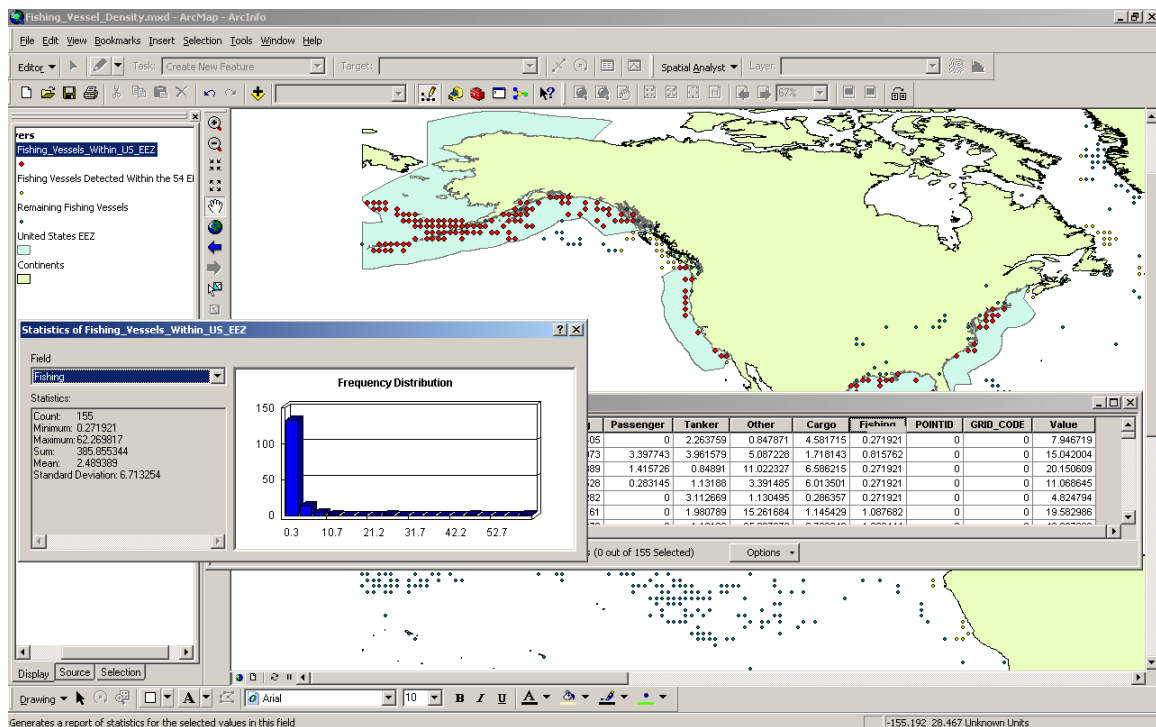 Fishing_Vessel_Density.mxd - ArcMap - ArcInfo
File Edit View Bookmarks Insert Selection Tools Window Help
Editor Task: Create New Feature Target: Spatial Analyst Layer:
67%
yers
Fishing_Vessels_Within_US_EEZ
Fishing Vessels Detected Within the 54 E
Remaining Fishing Vessels
United States EEZ
Continents
Statistics of Fishing_Vessels_Within_US_EEZ
Field
Fishing
Statistics:
Count: 155
Minimum: 0.271921
Maximum: 62.269817
Sum: 385.855344
Mean: 2.489389
Standard Deviation: 6.713254
Frequency Distribution
150
100
50
0
0.3 10.7 21.2 31.7 42.2 52.7
g Passenger Tanker Other Cargo Fishing POINTID GRID_CODE Value
505 0 2.263759 0.847871 4.581715 0.271921 0 0 7.946719
073 3.397743 3.961579 5.087228 1.718143 0.815762 0 0 15.042004
389 1.415726 0.84891 11.022327 6.586215 0.271921 0 0 20.150609
528 0.283145 1.13188 3.391485 6.013501 0.271921 0 0 11.068645
282 0 3.112669 1.130495 0.286357 0.271921 0 0 4.824794
161 0 1.980789 15.261684 1.145429 1.087682 0 0 19.582986
s (0 out of 155 Selected) Options
Display Source Selection
Drawing A Arial 10 B I U A
Generates a report of statistics for the selected values in this field -155.192 28.467 Unknown Units